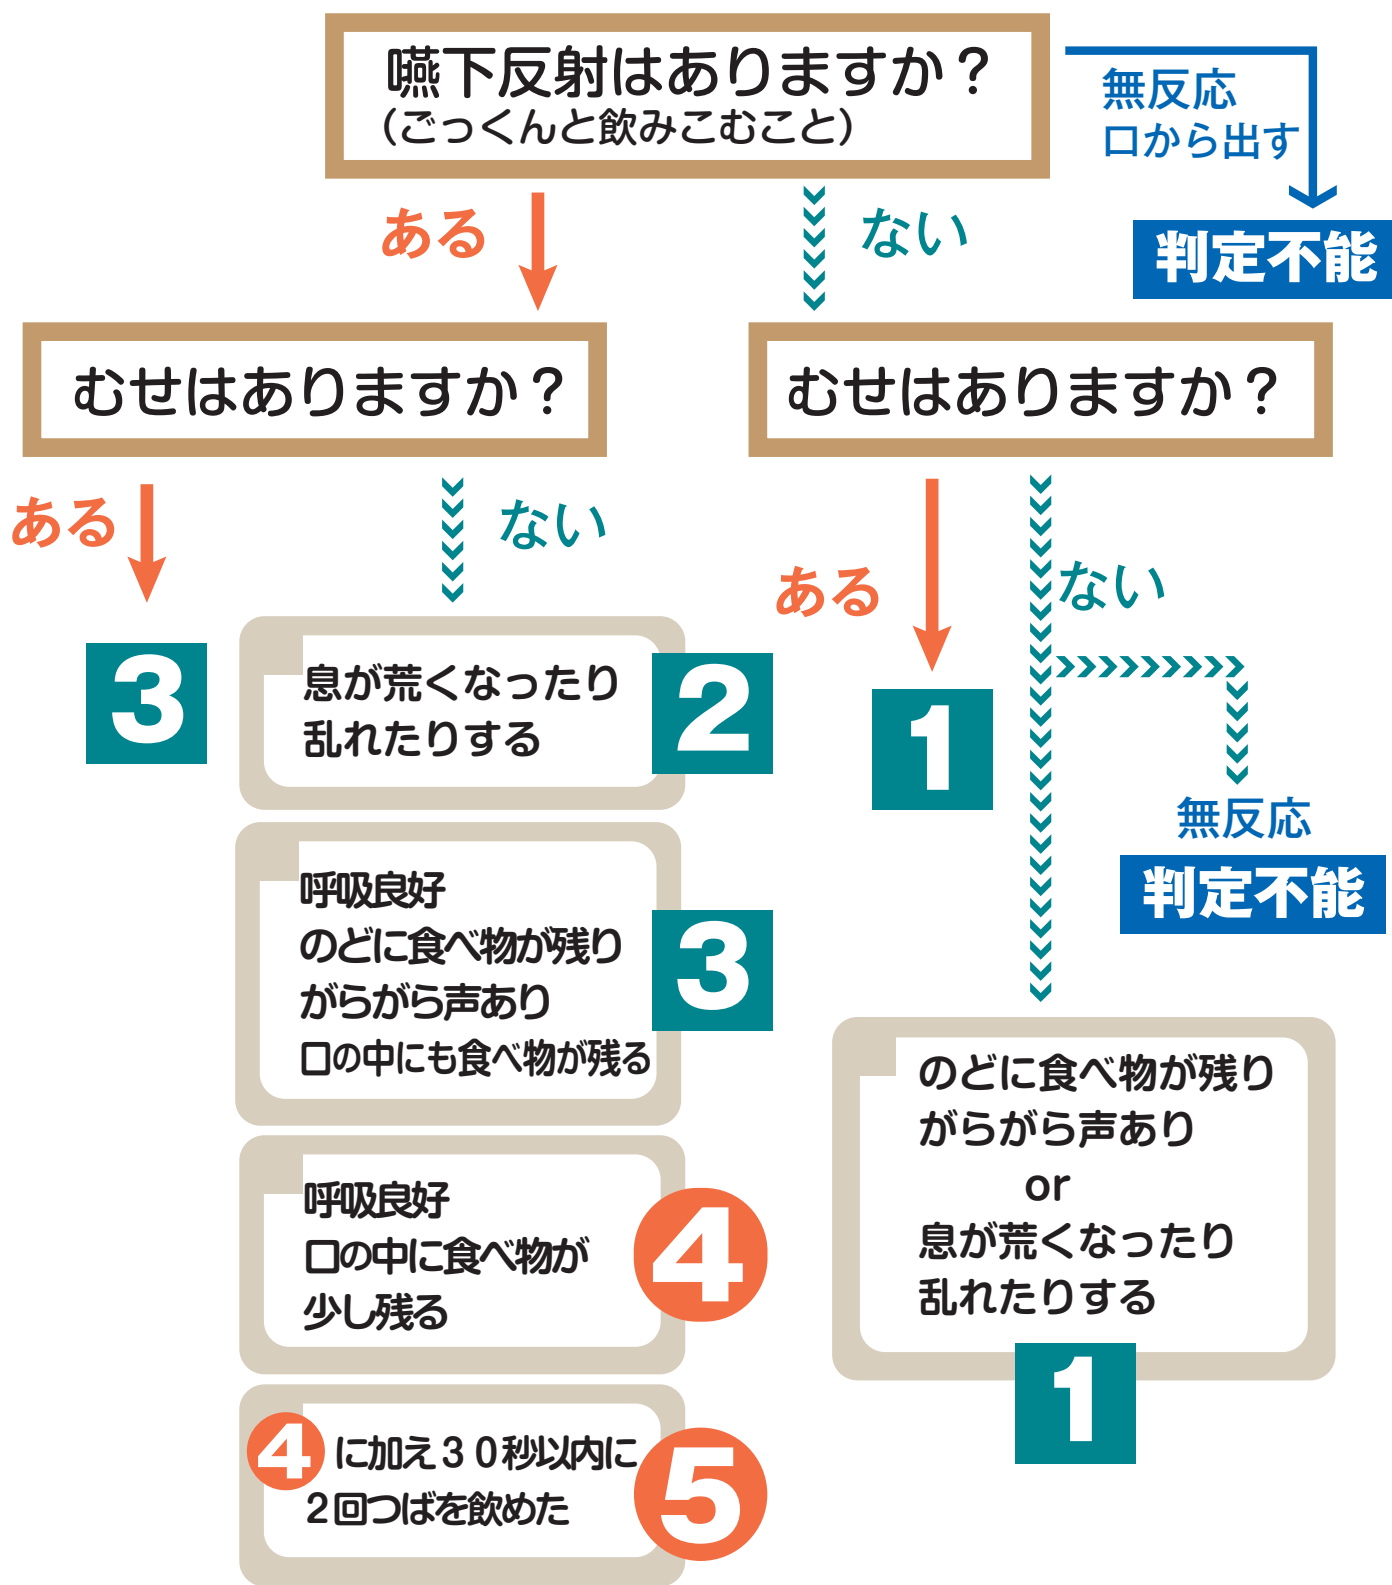 嚥下反射はありますか？
（ごっくんと飲みこむこと）
無反応
口から出す
判定不能
ある
ない
むせはありますか？
むせはありますか？
ある
ない
ある
ない
3
息が荒くなったり
乱れたりする
2
1
無反応
判定不能
呼吸良好
のどに食べ物が残り
がらがら声あり
口の中にも食べ物が残る
3
呼吸良好
口の中に食べ物が
少し残る
4
のどに食べ物が残り
がらがら声あり
or
息が荒くなったり
乱れたりする
1
4 に加え３０秒以内に
２回つばを飲めた
5